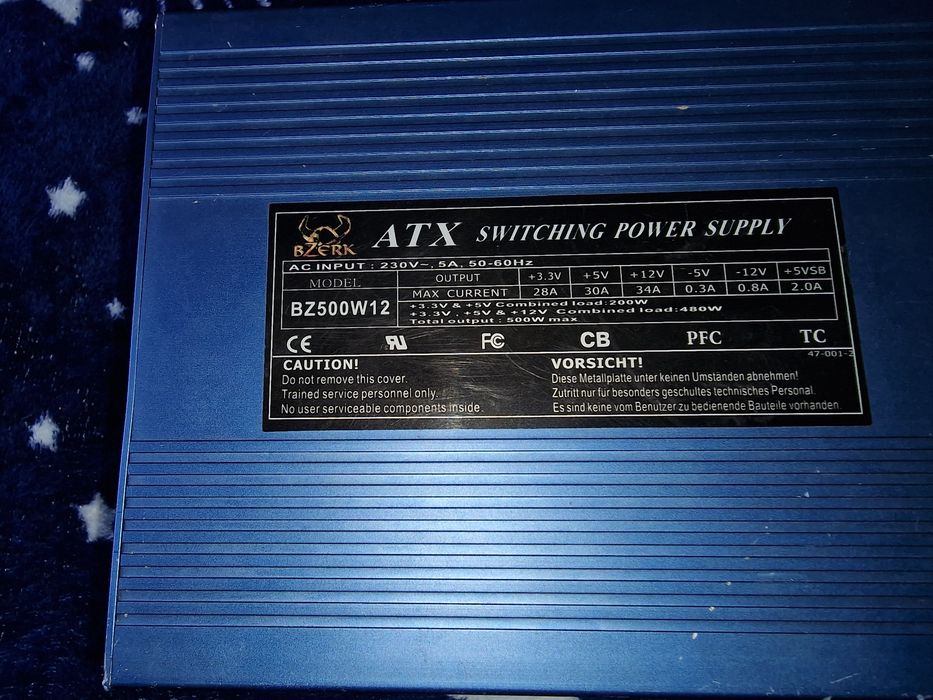 BZERK
ATX SWITCHING POWER SUPPLY
AC INPUT : 230V~, 5A, 50-60Hz
MODEL OUTPUT +3.3V +5V +12V -5V -12V +5VSB
BZ500W12 MAX CURRENT 28A 30A 34A 0.3A 0.8A 2.0A
+3.3V & +5V Combined load:200W
+3.3V , +5V & +12V Combined load:480W
Total output : 500W max
CE RU FC CB PFC TC
CAUTION!
Do not remove this cover.
Trained service personnel only.
No user serviceable components inside.
VORSICHT!
Diese Metallplatte unter keinen Umständen abnehmen!
Zutritt nur für besonders geschultes technisches Personal.
Es sind keine vom Benutzer zu bedienende Bauteile vorhanden.